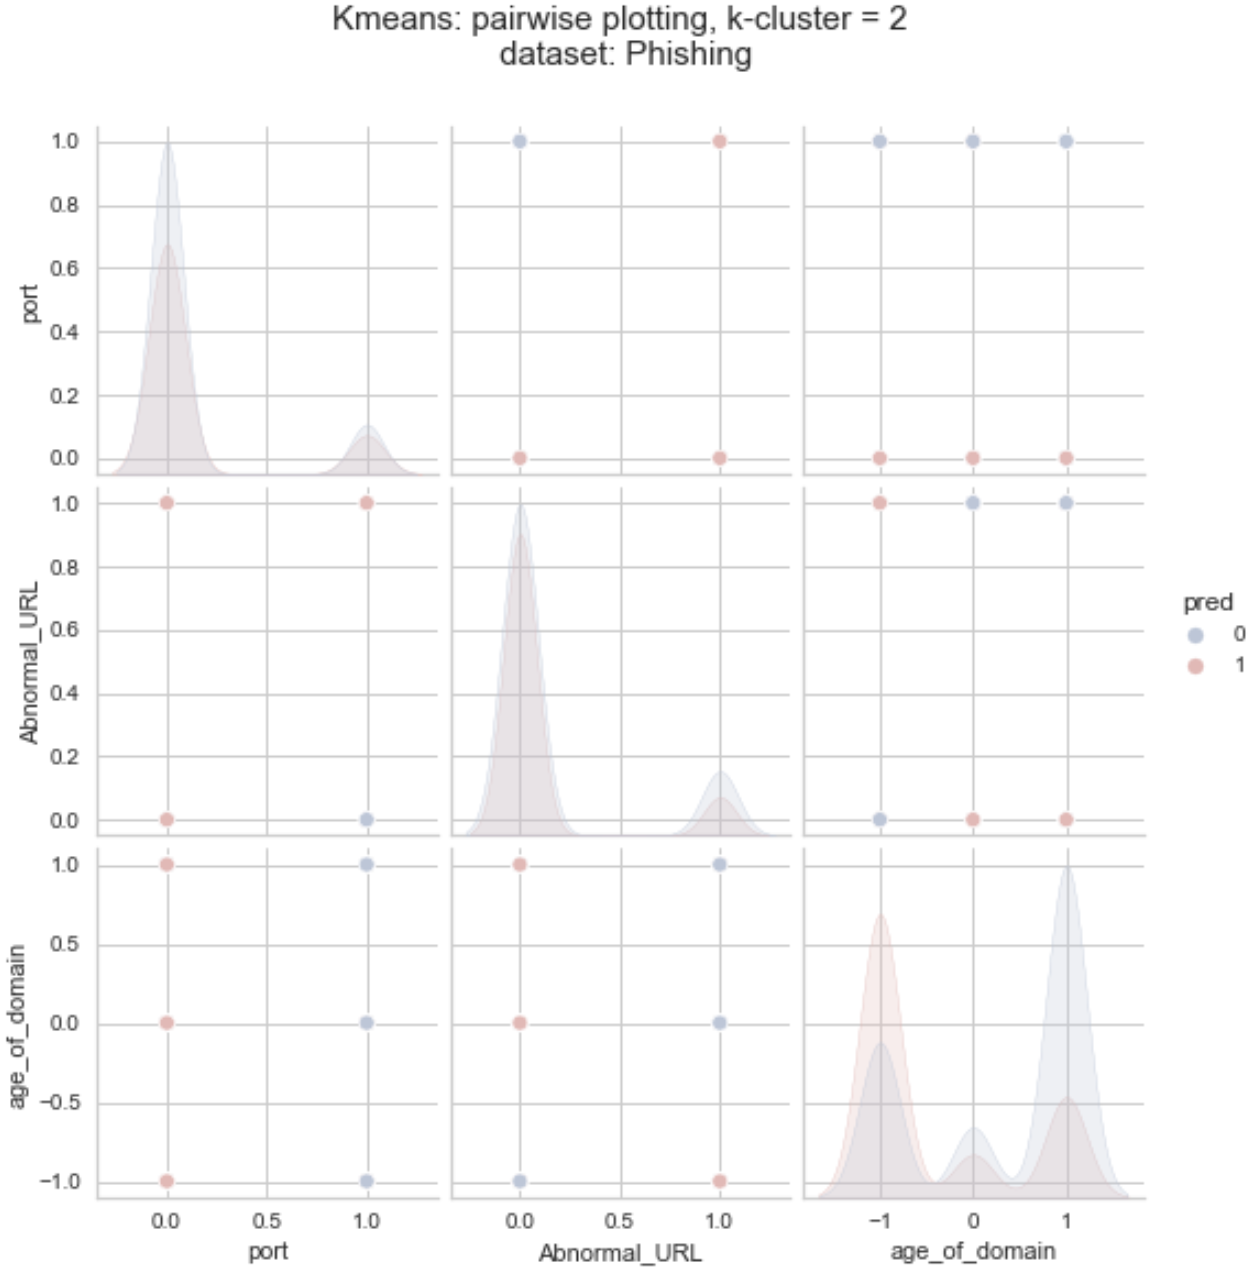 Kmeans: pairwise plotting, k-cluster = 2
dataset: Phishing
1.0
0.8
0.6
0.4
0.2
0.0
port
1.0
0.8
0.6
0.4
0.2
0.0
Abnormal_URL
pred
0
1
1.0
0.5
0.0
−0.5
−1.0
age_of_domain
0.0 0.5 1.0 0.0 0.5 1.0 −1 0 1
port Abnormal_URL age_of_domain